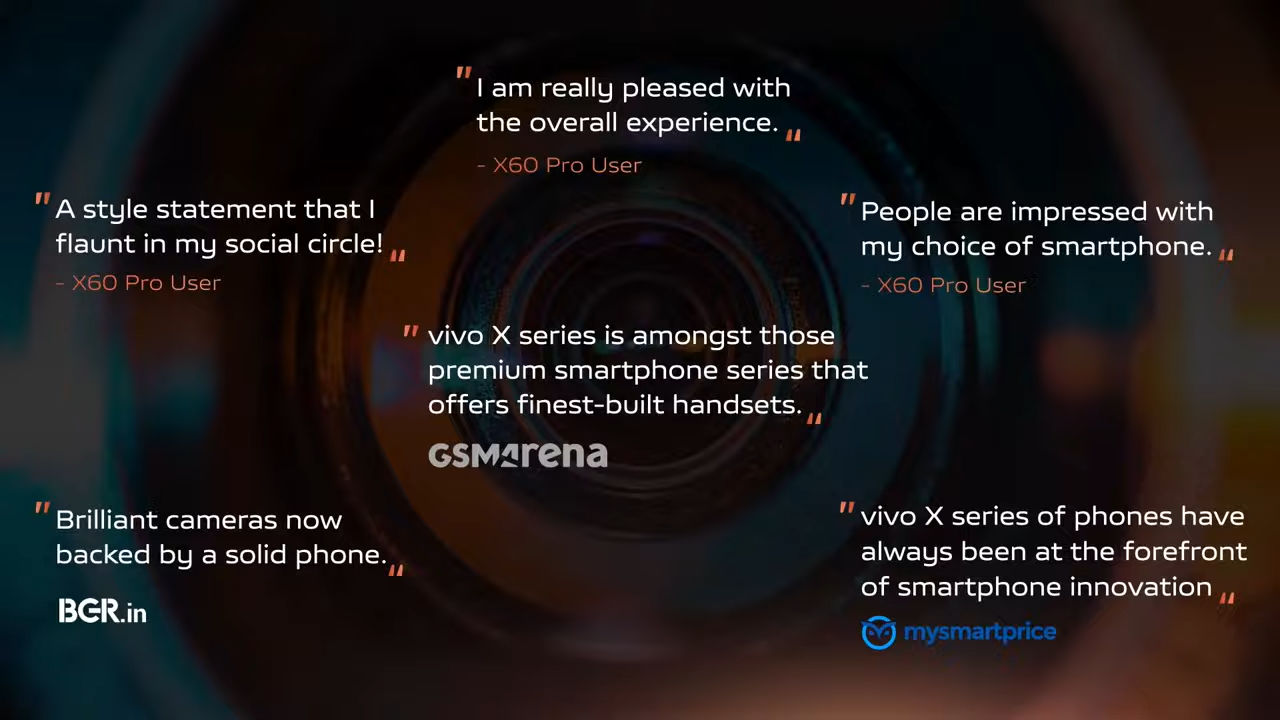 " I am really pleased with
the overall experience. "
- X60 Pro User
" A style statement that I
flaunt in my social circle! "
- X60 Pro User
" People are impressed with
my choice of smartphone. "
- X60 Pro User
" vivo X series is amongst those
premium smartphone series that
offers finest-built handsets. "
GSMArena
" Brilliant cameras now
backed by a solid phone. "
BGR.in
" vivo X series of phones have
always been at the forefront
of smartphone innovation "
mysmartprice